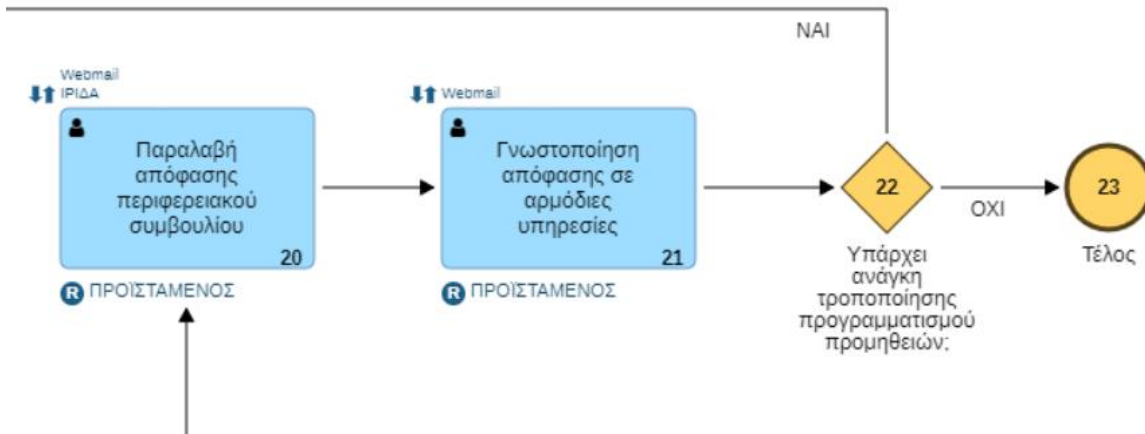 ΝΑΙ
Webmail
ΙΡΙΔΑ
Παραλαβή
απόφασης
περιφερειακού
συμβουλίου
20
R ΠΡΟΪΣΤΑΜΕΝΟΣ
Webmail
Γνωστοποίηση
απόφασης σε
αρμόδιες
υπηρεσίες
21
R ΠΡΟΪΣΤΑΜΕΝΟΣ
22
Υπάρχει
ανάγκη
τροποποίησης
προγραμματισμού
προμηθειών;
ΟΧΙ
23
Τέλος